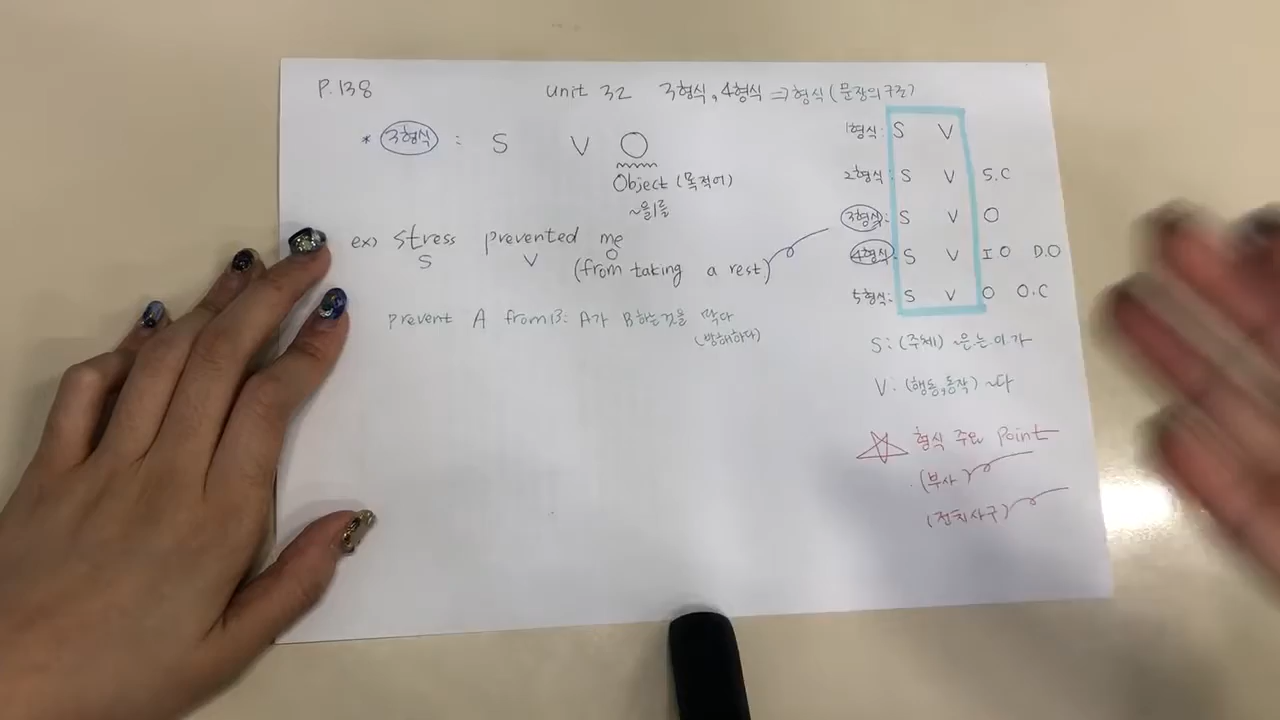 P.138
unit 32 3형식, 4형식 ⇒ 형식 (문장의 구조)
* 3형식 : S V O
Object (목적어)
~을/를
ex) stress prevented me
S V O
(from taking a rest)
prevent A from B: A가 B하는것을 막다
(방해하다)
1형식: S V
2형식: S V S.C
3형식: S V O
4형식: S V I.O D.O
5형식: S V O O.C
S: (주체) ~은.는.이.가
V: (행동,동작) ~다
☆ 형식 주요 Point
(부사)
(전치사구)